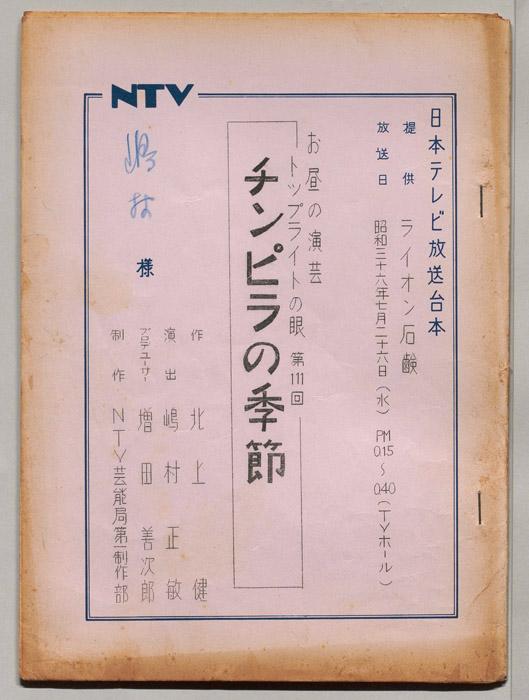 NTV
日本テレビ放送台本
提供 ライオン石鹸
放送日 昭和三十六年七月二十六日(水) PM 0.15〜0.40(TVホール)
お昼の演芸
トップライトの眼 第111回
チンピラの季節
作 北上 健
演出 嶋村 正敏
プロデューサー 増田 善次郎
制作 NTV芸能局第一制作部
嶋村 様